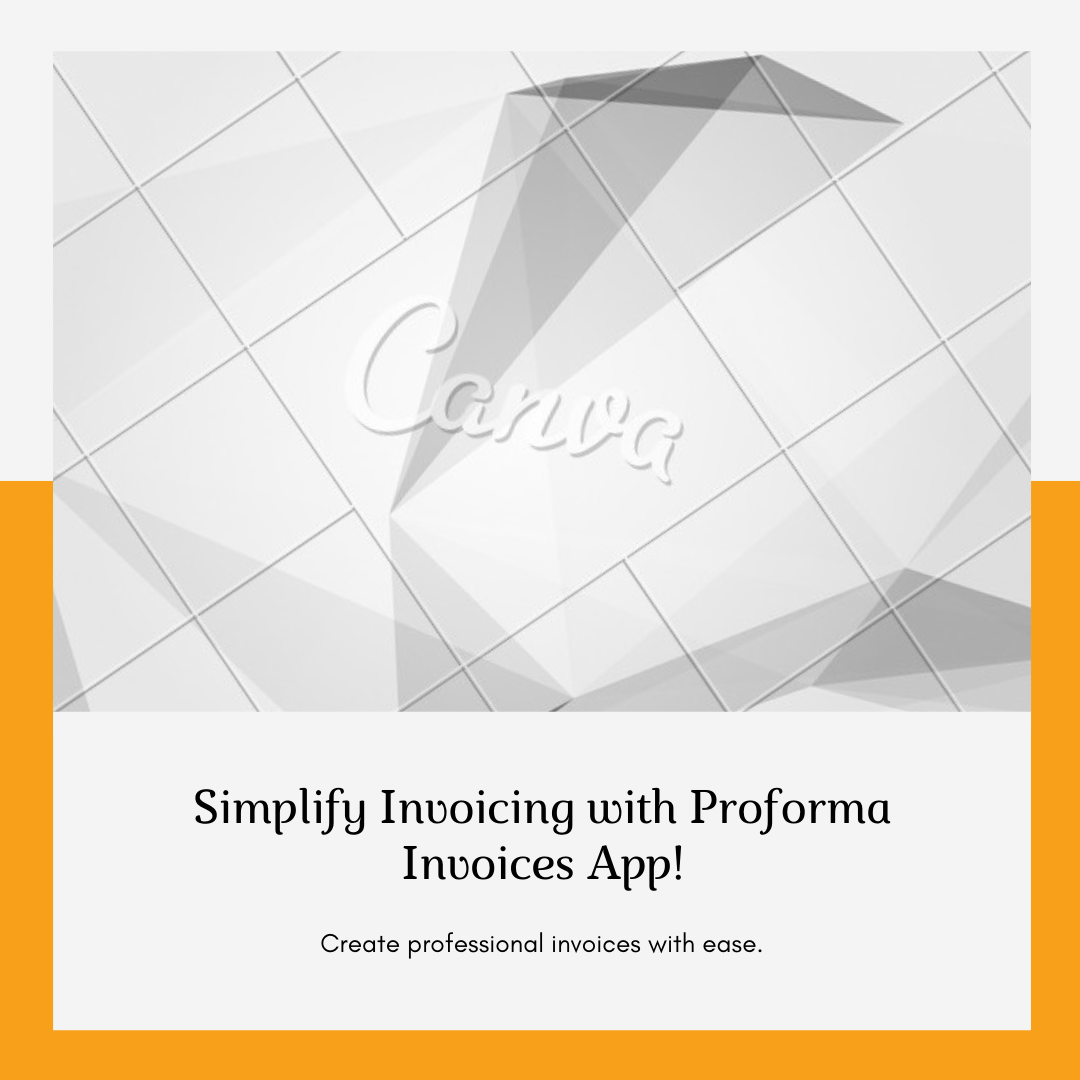 Canva
Simplify Invoicing with Proforma
Invoices App!
Create professional invoices with ease.